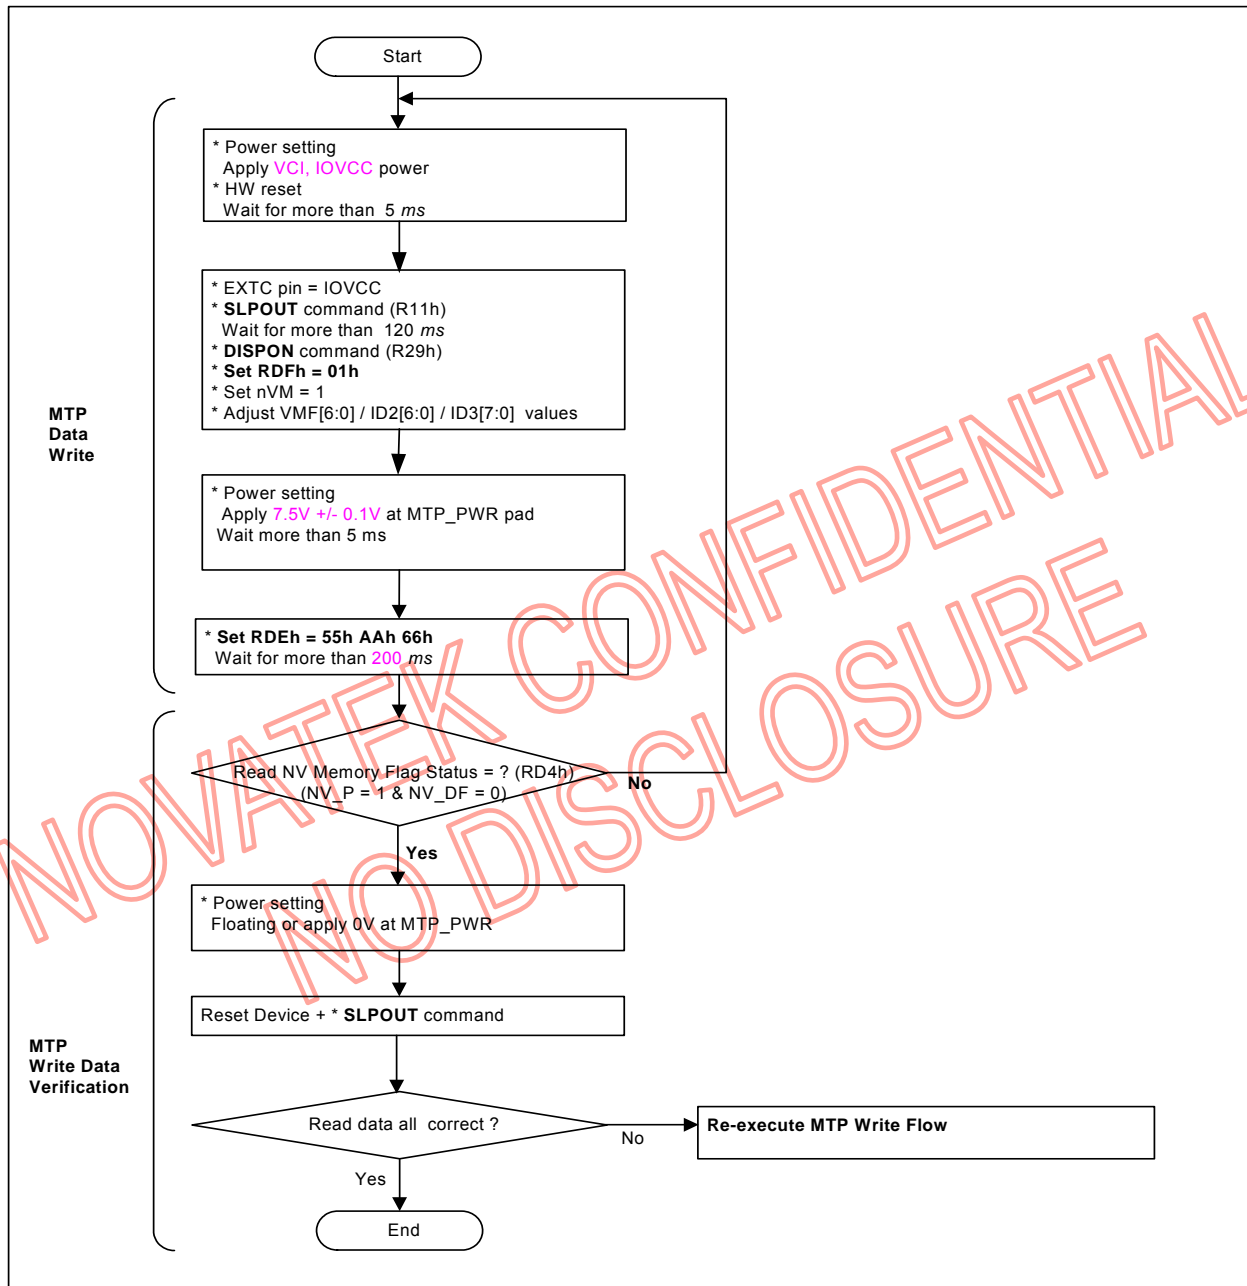 Start
* Power setting
Apply VCI, IOVCC power
* HW reset
Wait for more than 5 ms
* EXTC pin = IOVCC
* SLPOUT command (R11h)
Wait for more than 120 ms
* DISPON command (R29h)
* Set RDFh = 01h
* Set nVM = 1
* Adjust VMF[6:0] / ID2[6:0] / ID3[7:0] values
MTP
Data
Write
* Power setting
Apply 7.5V +/- 0.1V at MTP_PWR pad
Wait more than 5 ms
* Set RDEh = 55h AAh 66h
Wait for more than 200 ms
Read NV Memory Flag Status = ? (RD4h)
(NV_P = 1 & NV_DF = 0)
No
Yes
* Power setting
Floating or apply 0V at MTP_PWR
Reset Device + * SLPOUT command
MTP
Write Data
Verification
Read data all correct ?
No
Re-execute MTP Write Flow
Yes
End
NOVATEK CONFIDENTIAL
NO DISCLOSURE